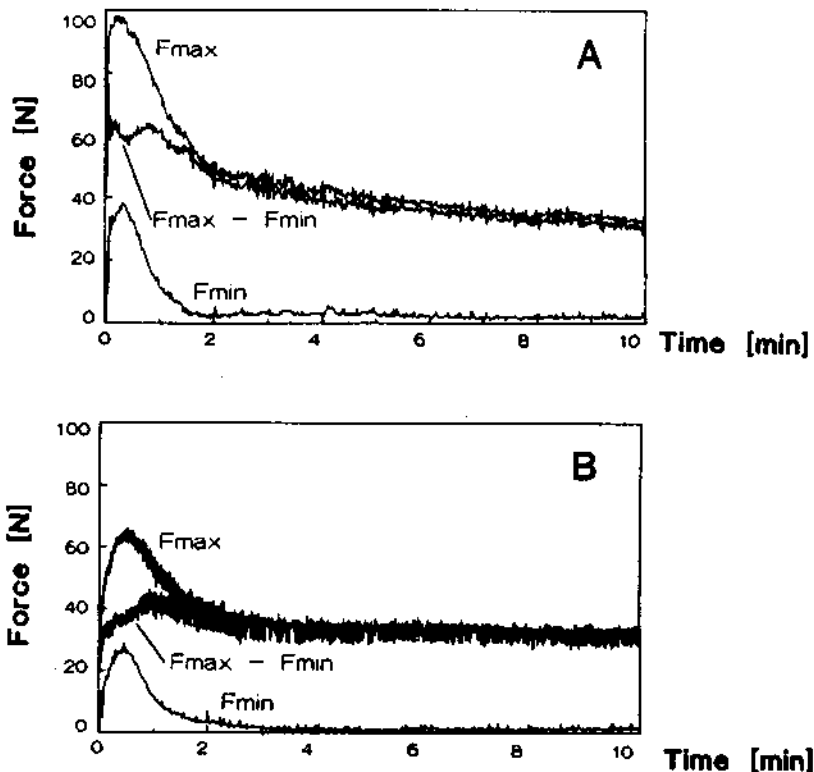 100
80
60
40
20
0
Force [N]
A
Fmax
Fmax - Fmin
Fmin
0 2 4 6 8 10
Time [min]
100
80
60
40
20
0
Force [N]
B
Fmax
Fmax - Fmin
Fmin
0 2 4 6 8 10
Time [min]